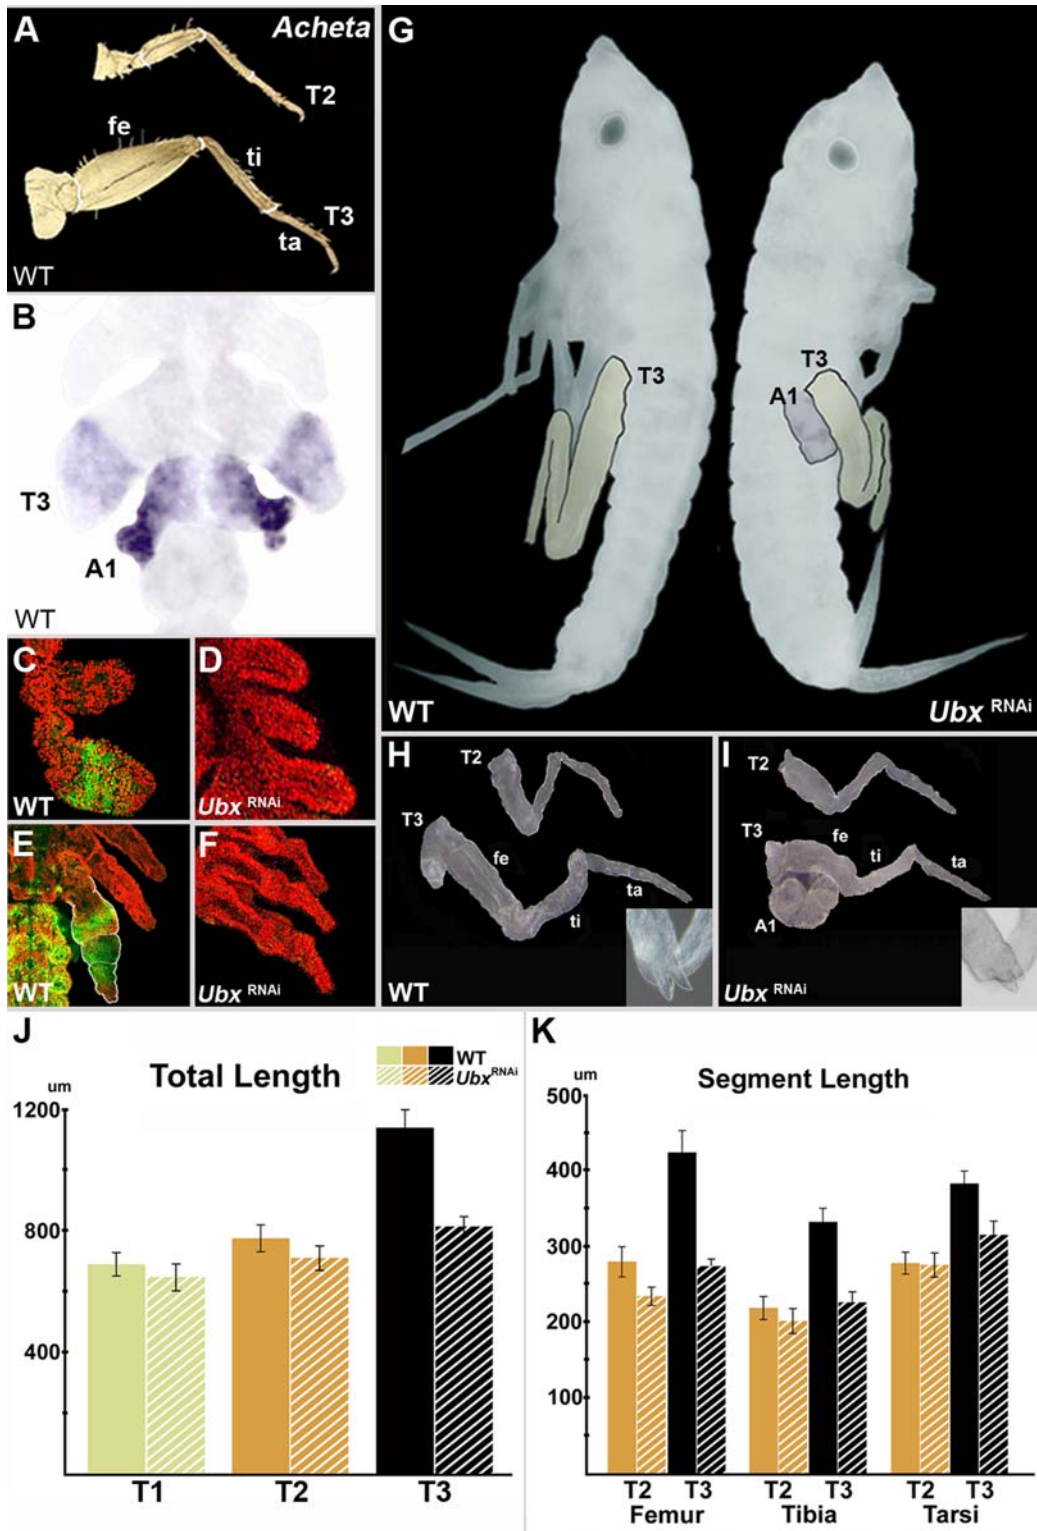 A
Acheta
T2
fe
ti
T3
ta
WT
B
T3
A1
WT
C
WT
D
Ubx RNAi
E
WT
F
Ubx RNAi
G
T3
T3
A1
WT
Ubx RNAi
H
T2
T3
fe
ti
ta
WT
I
T2
T3
fe
ti
ta
A1
Ubx RNAi
J
Total Length
WT
Ubx RNAi
um
1200
800
400
T1 T2 T3
K
Segment Length
um
500
400
300
200
100
T2 T3 T2 T3 T2 T3
Femur Tibia Tarsi